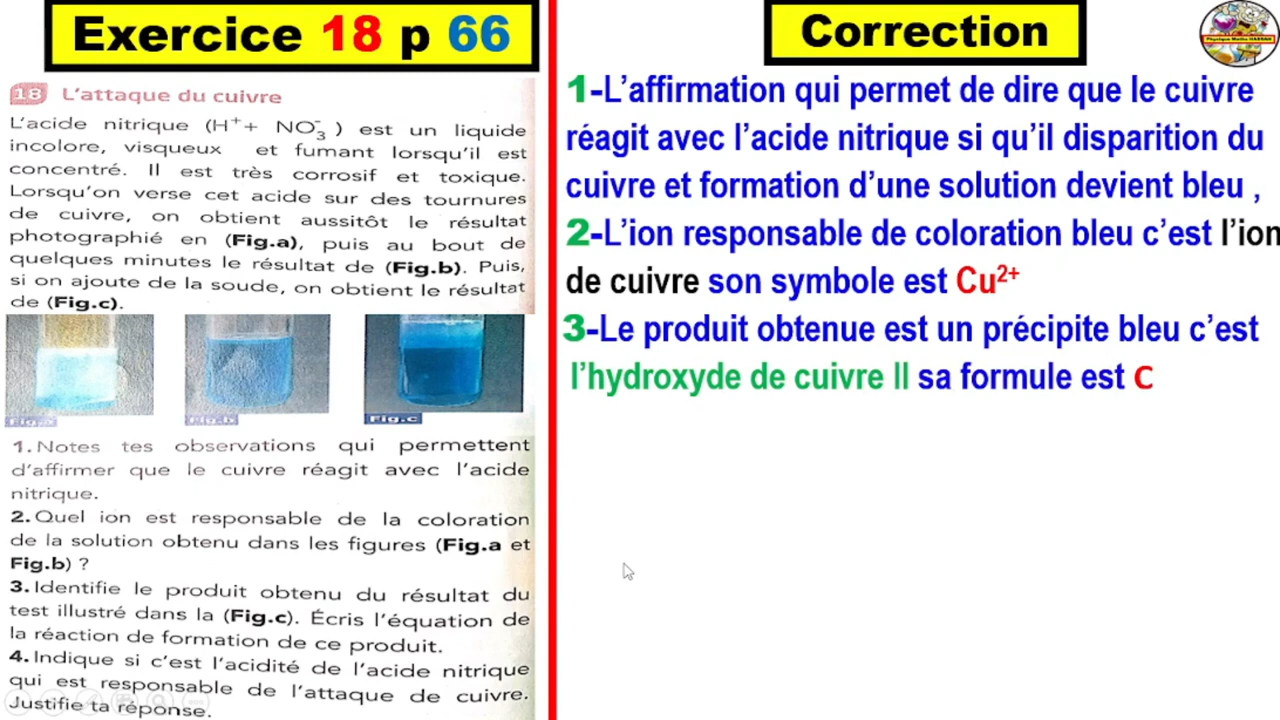 Exercice 18 p 66
18 L'attaque du cuivre
L'acide nitrique (H⁺+ NO₃⁻ ) est un liquide
incolore, visqueux et fumant lorsqu'il est
concentré. Il est très corrosif et toxique.
Lorsqu'on verse cet acide sur des tournures
de cuivre, on obtient aussitôt le résultat
photographié en (Fig.a), puis au bout de
quelques minutes le résultat de (Fig.b). Puis,
si on ajoute de la soude, on obtient le résultat
de (Fig.c).
Fig.a Fig.b Fig.c
1. Notes tes observations qui permettent
d'affirmer que le cuivre réagit avec l'acide
nitrique.
2. Quel ion est responsable de la coloration
de la solution obtenu dans les figures (Fig.a et
Fig.b) ?
3. Identifie le produit obtenu du résultat du
test illustré dans la (Fig.c). Écris l'équation de
la réaction de formation de ce produit.
4. Indique si c'est l'acidité de l'acide nitrique
qui est responsable de l'attaque de cuivre.
Justifie ta réponse.
Correction
Physique Maths HASSAN
1-L'affirmation qui permet de dire que le cuivre
réagit avec l'acide nitrique si qu'il disparition du
cuivre et formation d'une solution devient bleu ,
2-L'ion responsable de coloration bleu c'est l'ion
de cuivre son symbole est Cu²⁺
3-Le produit obtenue est un précipite bleu c'est
l'hydroxyde de cuivre II sa formule est C